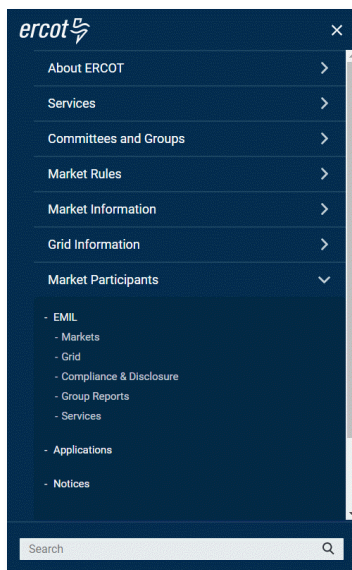 ercot
About ERCOT
Services
Committees and Groups
Market Rules
Market Information
Grid Information
Market Participants
- EMIL
- Markets
- Grid
- Compliance & Disclosure
- Group Reports
- Services
- Applications
- Notices
Search